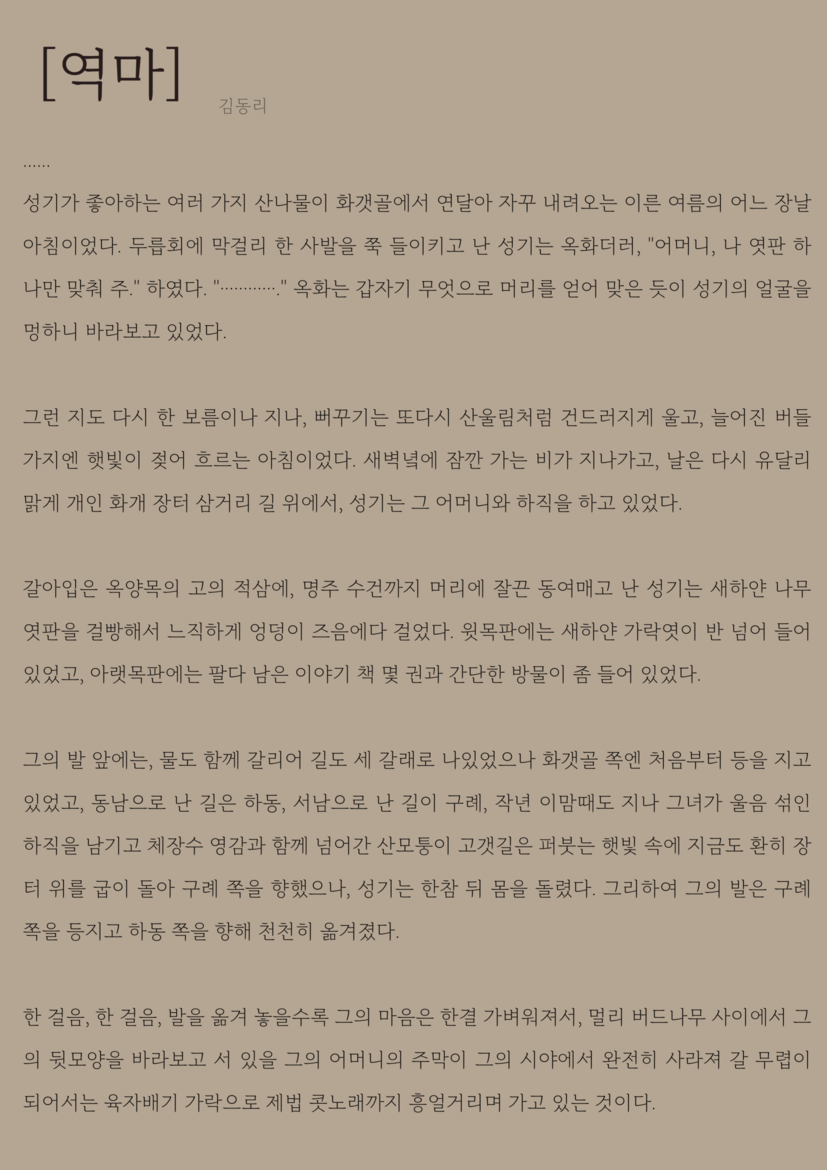 [역마]
김동리
......
성기가 좋아하는 여러 가지 산나물이 화갯골에서 연달아 자꾸 내려오는 이른 여름의 어느 장날
아침이었다. 두릅회에 막걸리 한 사발을 쭉 들이키고 난 성기는 옥화더러, "어머니, 나 엿판 하
나만 맞춰 주." 하였다. "············." 옥화는 갑자기 무엇으로 머리를 얻어 맞은 듯이 성기의 얼굴을
멍하니 바라보고 있었다.
그런 지도 다시 한 보름이나 지나, 뻐꾸기는 또다시 산울림처럼 건드러지게 울고, 늘어진 버들
가지엔 햇빛이 젖어 흐르는 아침이었다. 새벽녘에 잠깐 가는 비가 지나가고, 날은 다시 유달리
맑게 개인 화개 장터 삼거리 길 위에서, 성기는 그 어머니와 하직을 하고 있었다.
갈아입은 옥양목의 고의 적삼에, 명주 수건까지 머리에 잘끈 동여매고 난 성기는 새하얀 나무
엿판을 걸빵해서 느직하게 엉덩이 즈음에다 걸었다. 윗목판에는 새하얀 가락엿이 반 넘어 들어
있었고, 아랫목판에는 팔다 남은 이야기 책 몇 권과 간단한 방물이 좀 들어 있었다.
그의 발 앞에는, 물도 함께 갈리어 길도 세 갈래로 나있었으나 화갯골 쪽엔 처음부터 등을 지고
있었고, 동남으로 난 길은 하동, 서남으로 난 길이 구례, 작년 이맘때도 지나 그녀가 울음 섞인
하직을 남기고 체장수 영감과 함께 넘어간 산모퉁이 고갯길은 퍼붓는 햇빛 속에 지금도 환히 장
터 위를 굽이 돌아 구례 쪽을 향했으나, 성기는 한참 뒤 몸을 돌렸다. 그리하여 그의 발은 구례
쪽을 등지고 하동 쪽을 향해 천천히 옮겨졌다.
한 걸음, 한 걸음, 발을 옮겨 놓을수록 그의 마음은 한결 가벼워져서, 멀리 버드나무 사이에서 그
의 뒷모양을 바라보고 서 있을 그의 어머니의 주막이 그의 시야에서 완전히 사라져 갈 무렵이
되어서는 육자배기 가락으로 제법 콧노래까지 흥얼거리며 가고 있는 것이다.